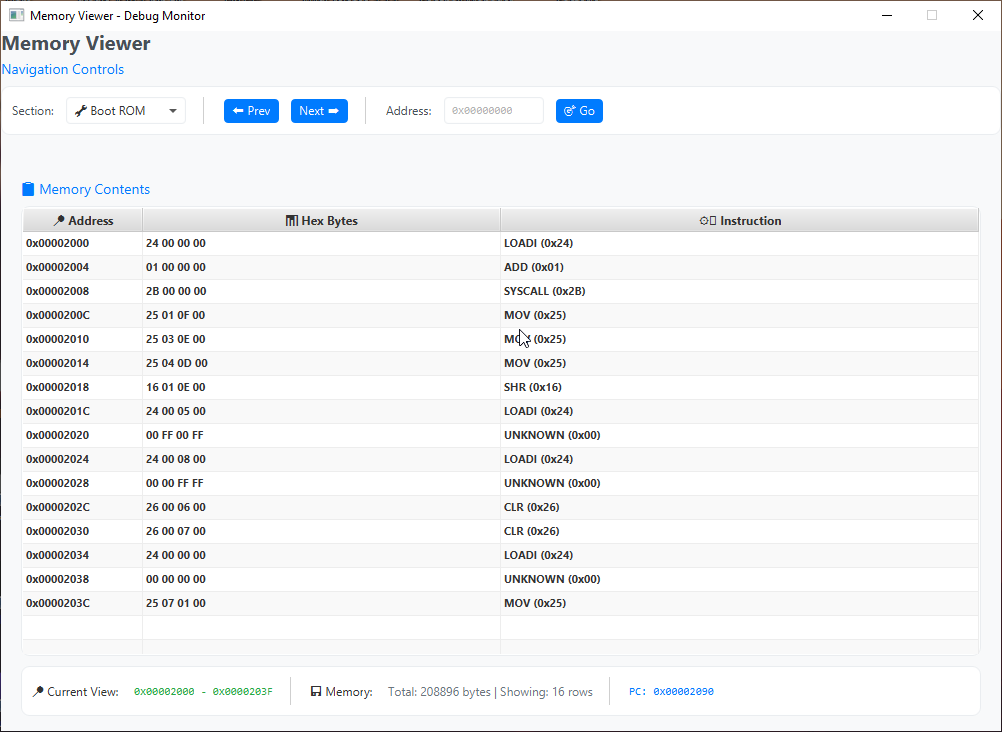 Memory Viewer - Debug Monitor
Memory Viewer
Navigation Controls
Section: Boot ROM Prev Next Address: 0x00000000 Go
Memory Contents
Address Hex Bytes Instruction
0x00002000 24 00 00 00 LOADI (0x24)
0x00002004 01 00 00 00 ADD (0x01)
0x00002008 2B 00 00 00 SYSCALL (0x2B)
0x0000200C 25 01 0F 00 MOV (0x25)
0x00002010 25 03 0E 00 MOV (0x25)
0x00002014 25 04 0D 00 MOV (0x25)
0x00002018 16 01 0E 00 SHR (0x16)
0x0000201C 24 00 05 00 LOADI (0x24)
0x00002020 00 FF 00 FF UNKNOWN (0x00)
0x00002024 24 00 08 00 LOADI (0x24)
0x00002028 00 00 FF FF UNKNOWN (0x00)
0x0000202C 26 00 06 00 CLR (0x26)
0x00002030 26 00 07 00 CLR (0x26)
0x00002034 24 00 00 00 LOADI (0x24)
0x00002038 00 00 00 00 UNKNOWN (0x00)
0x0000203C 25 07 01 00 MOV (0x25)
Current View: 0x00002000 - 0x0000203F Memory: Total: 208896 bytes | Showing: 16 rows PC: 0x00002090